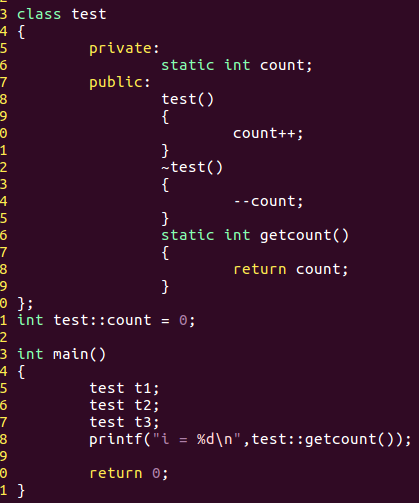 3 class test
4 {
5         private:
6                 static int count;
7         public:
8                 test()
9                 {
0                         count++;
1                 }
2                 ~test()
3                 {
4                         --count;
5                 }
6                 static int getcount()
7                 {
8                         return count;
9                 }
0 };
1 int test::count = 0;
2
3 int main()
4 {
5         test t1;
6         test t2;
7         test t3;
8         printf("i = %d\n",test::getcount());
9
0         return 0;
1 }